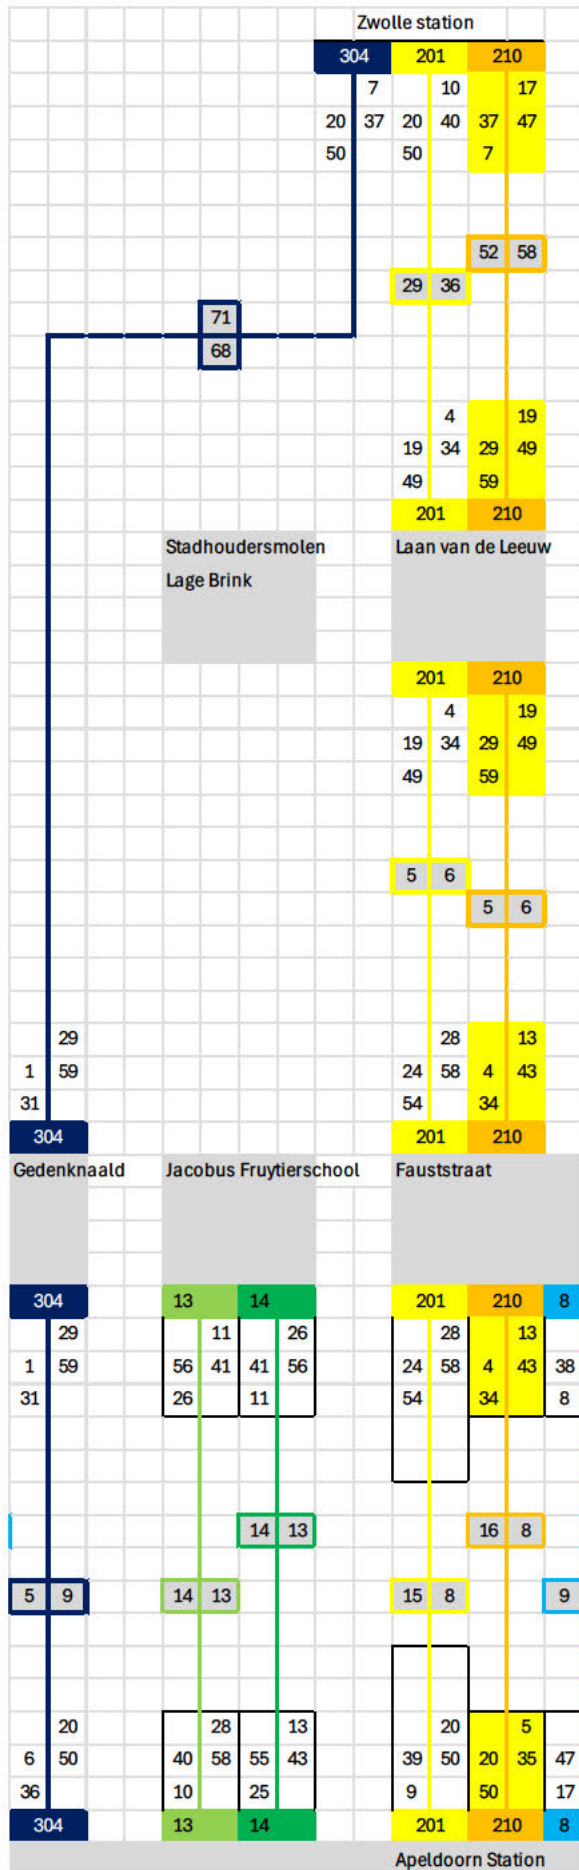 Zwolle station
304 201 210
7 10 17
20 37 20 40 37 47
50 50 7
52 58
29 36
71
68
4 19
19 34 29 49
49 59
201 210
Stadhoudersmolen Laan van de Leeuw
Lage Brink
201 210
4 19
19 34 29 49
49 59
5 6
5 6
29 28 13
1 59 24 58 4 43
31 54 34
304 201 210
Gedenknaald Jacobus Fruytierschool Fauststraat
304 13 14 201 210 8
29 11 26 28 13
1 59 56 41 41 56 24 58 4 43 38
31 26 11 54 34 8
14 13 16 8
5 9 14 13 15 8 9
20 28 13 20 5
6 50 40 58 55 43 39 50 20 35 47
36 10 25 9 50 17
304 13 14 201 210 8
Apeldoorn Station